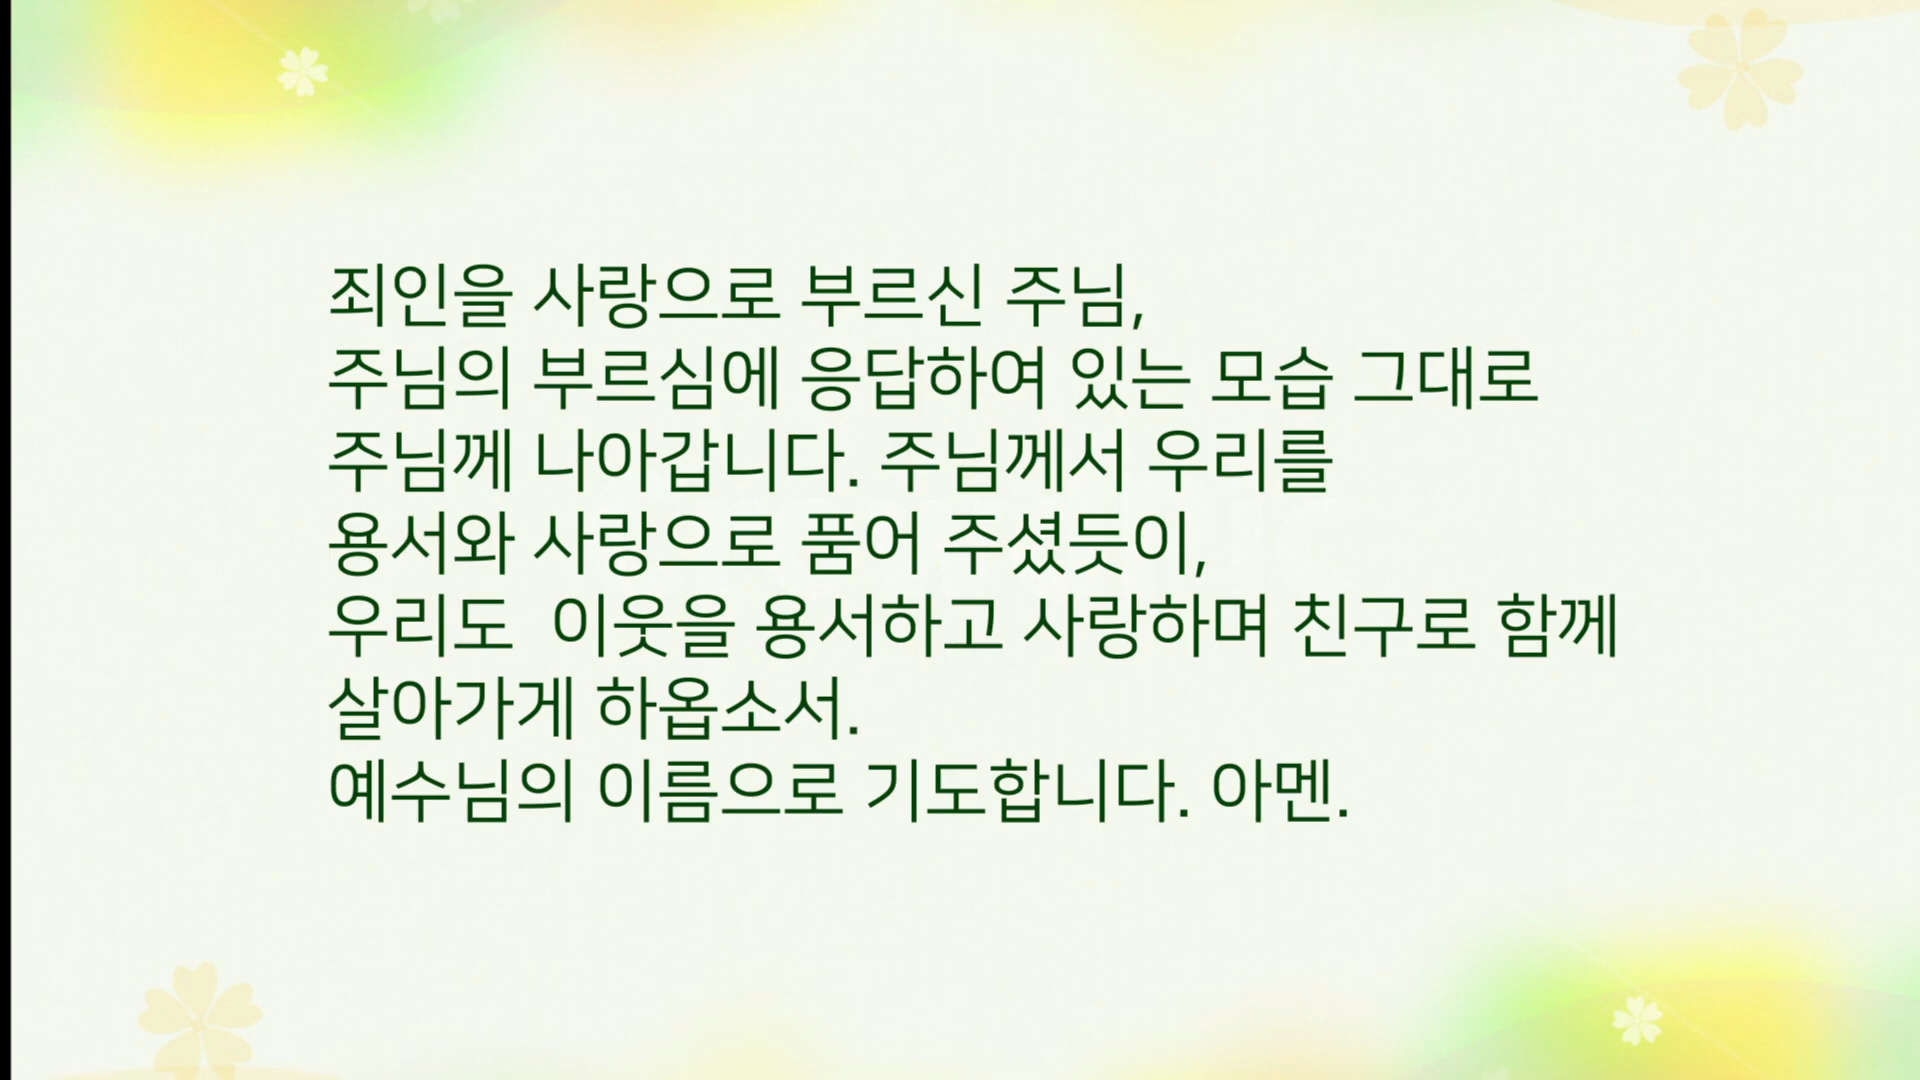 죄인을 사랑으로 부르신 주님,
주님의 부르심에 응답하여 있는 모습 그대로
주님께 나아갑니다. 주님께서 우리를
용서와 사랑으로 품어 주셨듯이,
우리도  이웃을 용서하고 사랑하며 친구로 함께
살아가게 하옵소서.
예수님의 이름으로 기도합니다. 아멘.